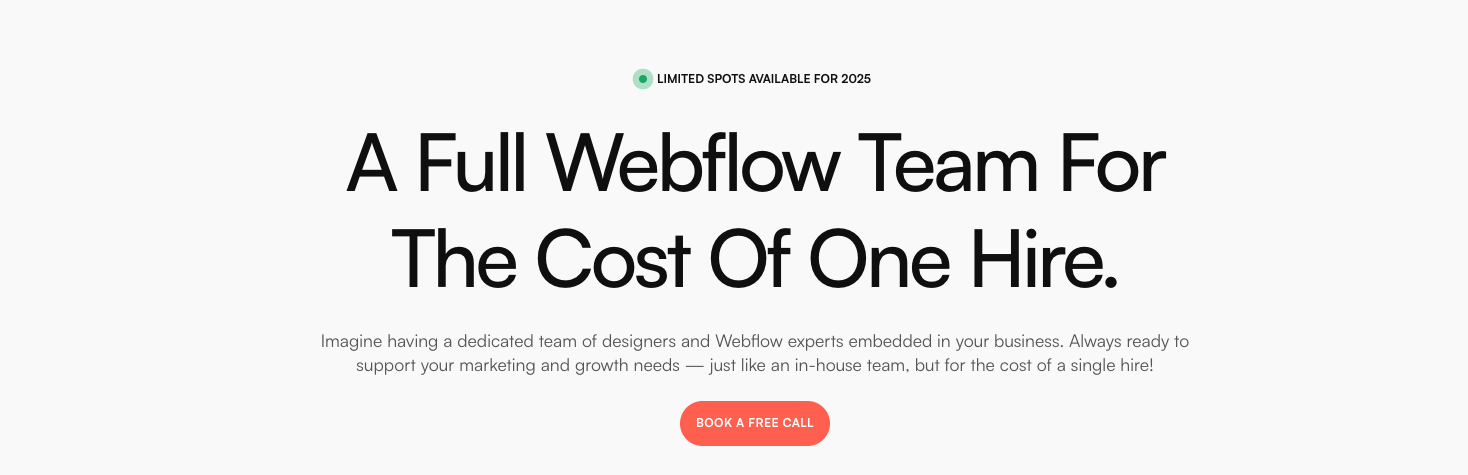 LIMITED SPOTS AVAILABLE FOR 2025
A Full Webflow Team For
The Cost Of One Hire.
Imagine having a dedicated team of designers and Webflow experts embedded in your business. Always ready to
support your marketing and growth needs — just like an in-house team, but for the cost of a single hire!
BOOK A FREE CALL